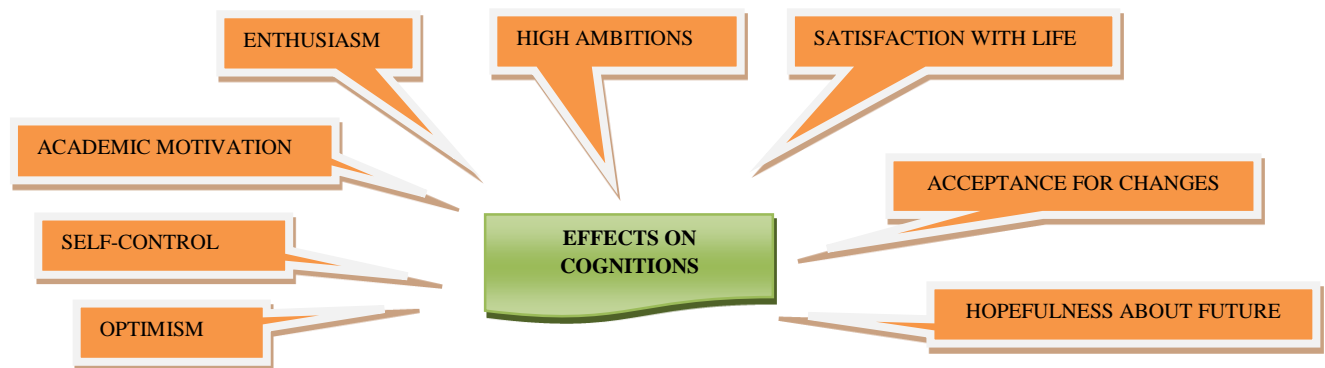 ENTHUSIASM
HIGH AMBITIONS
SATISFACTION WITH LIFE
ACADEMIC MOTIVATION
ACCEPTANCE FOR CHANGES
SELF-CONTROL
EFFECTS ON
COGNITIONS
OPTIMISM
HOPEFULNESS ABOUT FUTURE